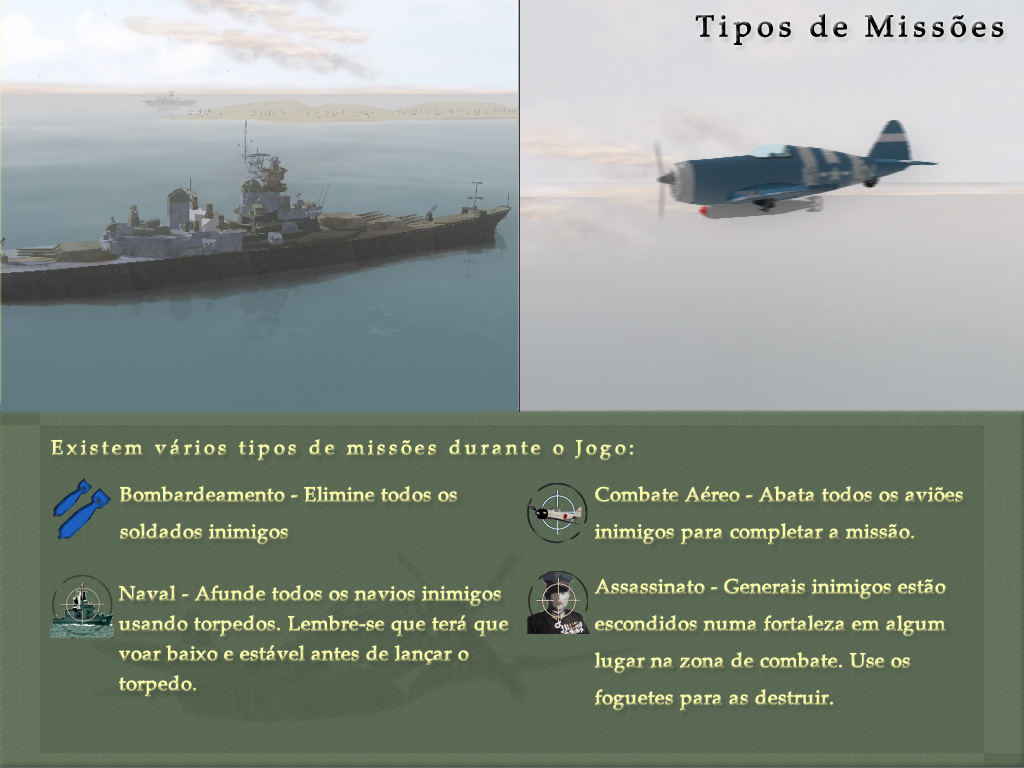 Tipos de Missões
Existem vários tipos de missões durante o Jogo:
Bombardeamento - Elimine todos os
soldados inimigos
Naval - Afunde todos os navios inimigos
usando torpedos. Lembre-se que terá que
voar baixo e estável antes de lançar o
torpedo.
Combate Aéreo - Abata todos os aviões
inimigos para completar a missão.
Assassinato - Generais inimigos estão
escondidos numa fortaleza em algum
lugar na zona de combate. Use os
foguetes para as destruir.